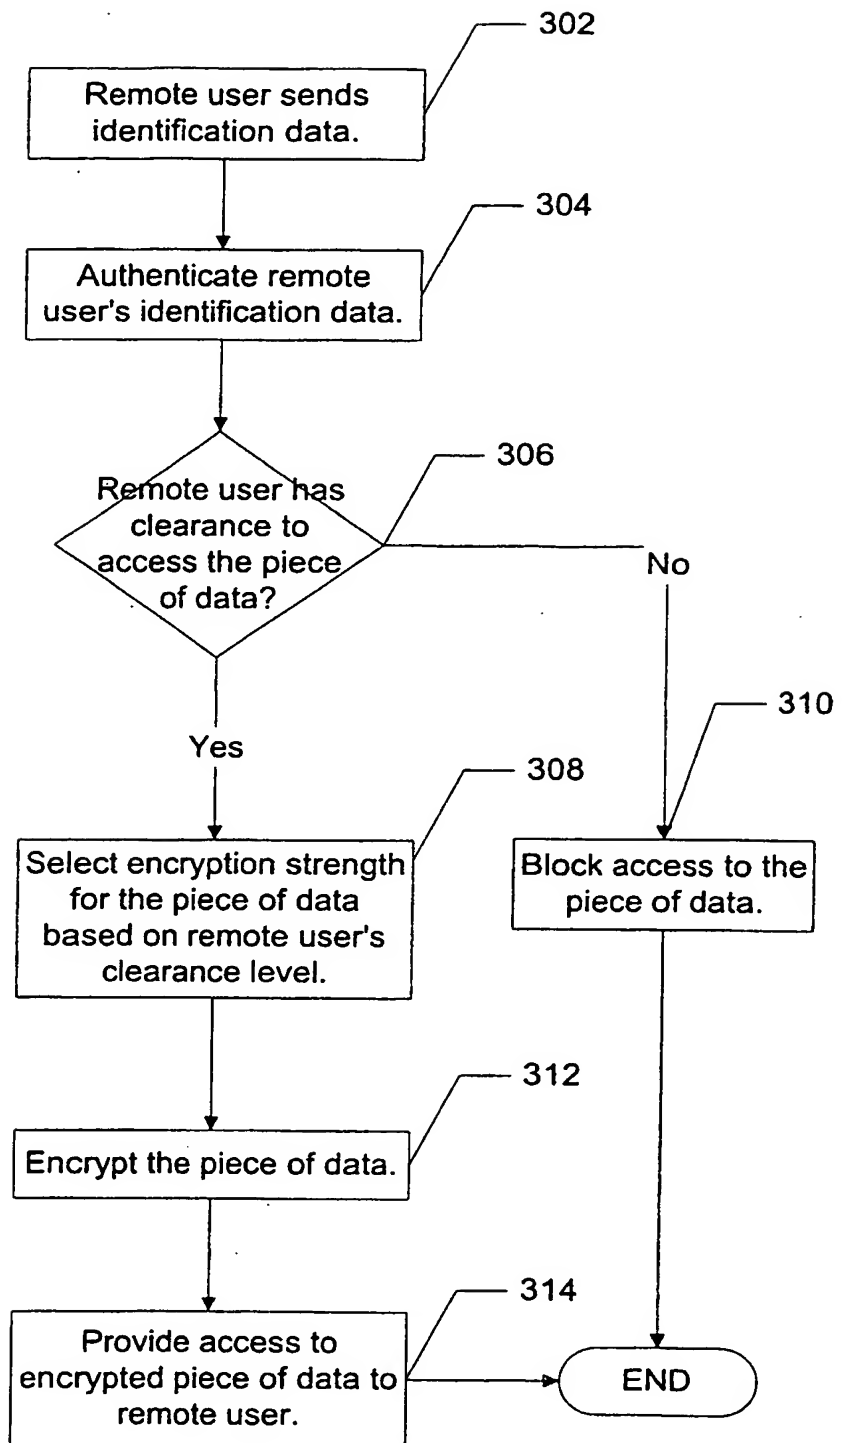 302
Remote user sends
identification data.
304
Authenticate remote
user's identification data.
306
Remote user has
clearance to
access the piece
of data?
No
310
Yes
308
Select encryption strength
for the piece of data
based on remote user's
clearance level.
Block access to the
piece of data.
312
Encrypt the piece of data.
314
Provide access to
encrypted piece of data to
remote user.
END